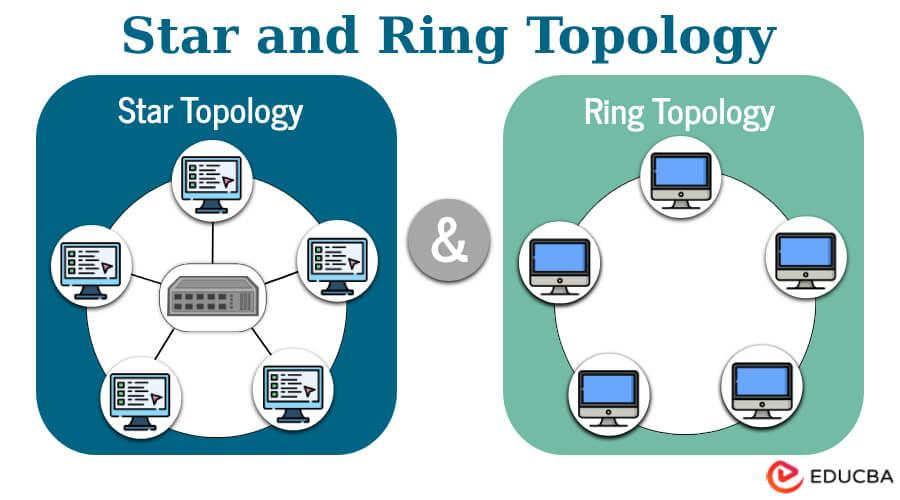 Star and Ring Topology
Star Topology
&
Ring Topology
EDUCBA